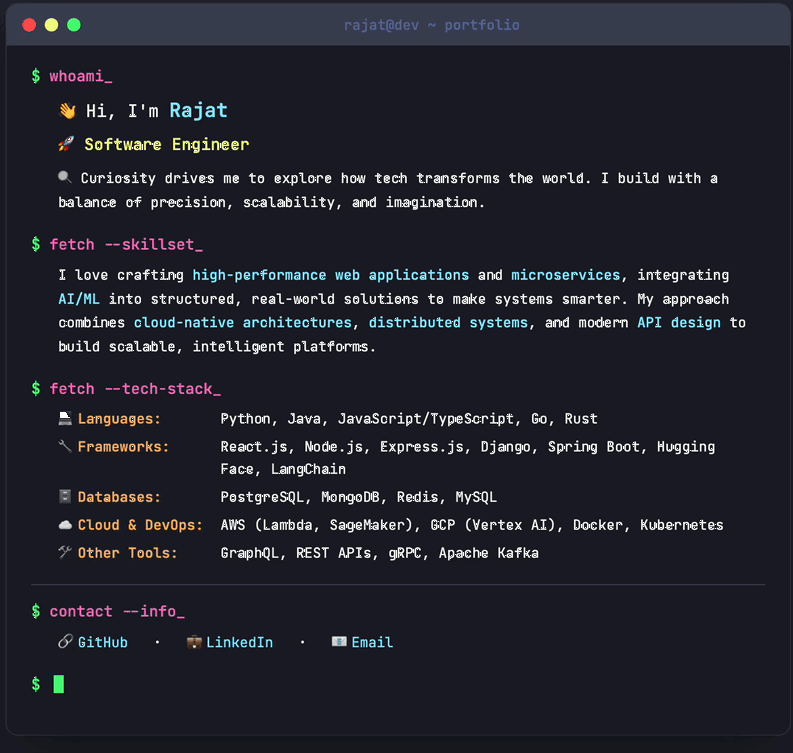 rajat@dev ~ portfolio
$ whoami_
👋 Hi, I'm Rajat
🚀 Software Engineer
🔍 Curiosity drives me to explore how tech transforms the world. I build with a
balance of precision, scalability, and imagination.
$ fetch --skillset_
I love crafting high-performance web applications and microservices, integrating
AI/ML into structured, real-world solutions to make systems smarter. My approach
combines cloud-native architectures, distributed systems, and modern API design to
build scalable, intelligent platforms.
$ fetch --tech-stack_
💻 Languages: Python, Java, JavaScript/TypeScript, Go, Rust
🔧 Frameworks: React.js, Node.js, Express.js, Django, Spring Boot, Hugging
Face, LangChain
🗄️ Databases: PostgreSQL, MongoDB, Redis, MySQL
☁️ Cloud & DevOps: AWS (Lambda, SageMaker), GCP (Vertex AI), Docker, Kubernetes
🛠️ Other Tools: GraphQL, REST APIs, gRPC, Apache Kafka
$ contact --info_
🔗 GitHub • 💼 LinkedIn • 📧 Email
$